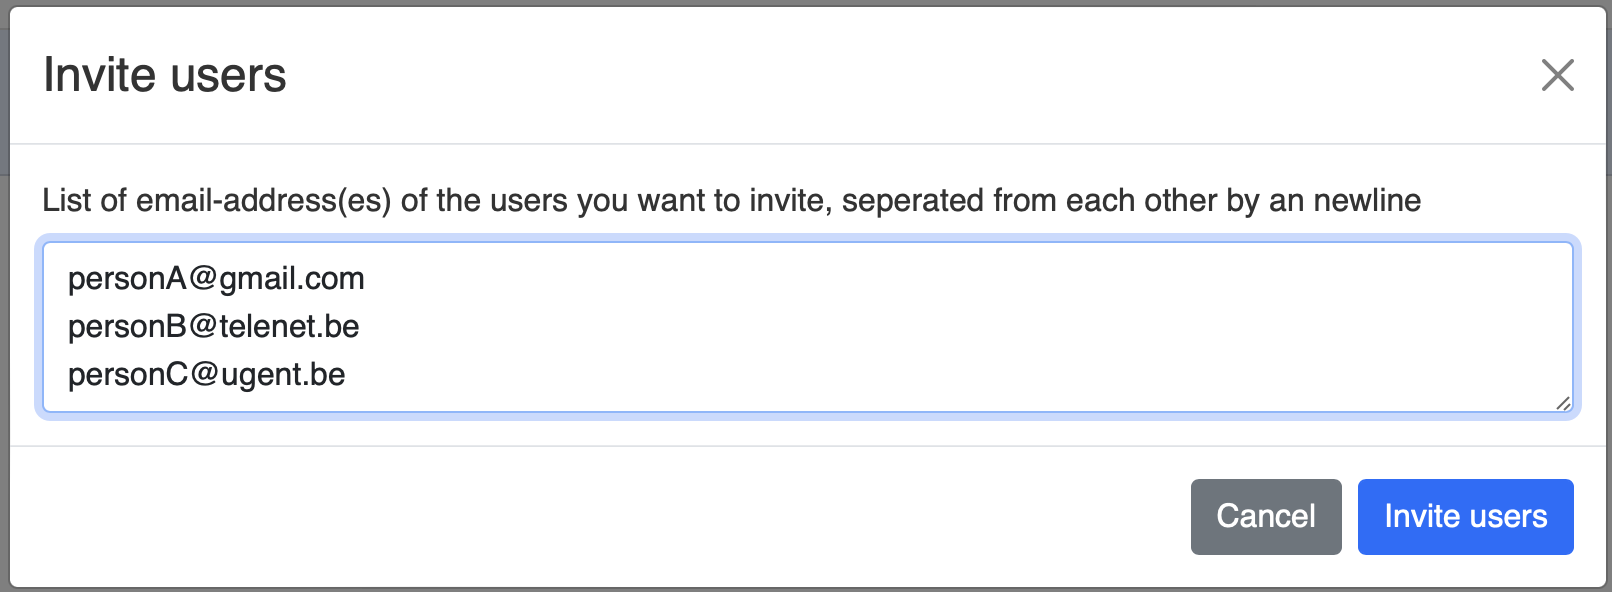 Invite users
List of email-address(es) of the users you want to invite, seperated from each other by an newline
personA@gmail.com
personB@telenet.be
personC@ugent.be
Cancel
Invite users